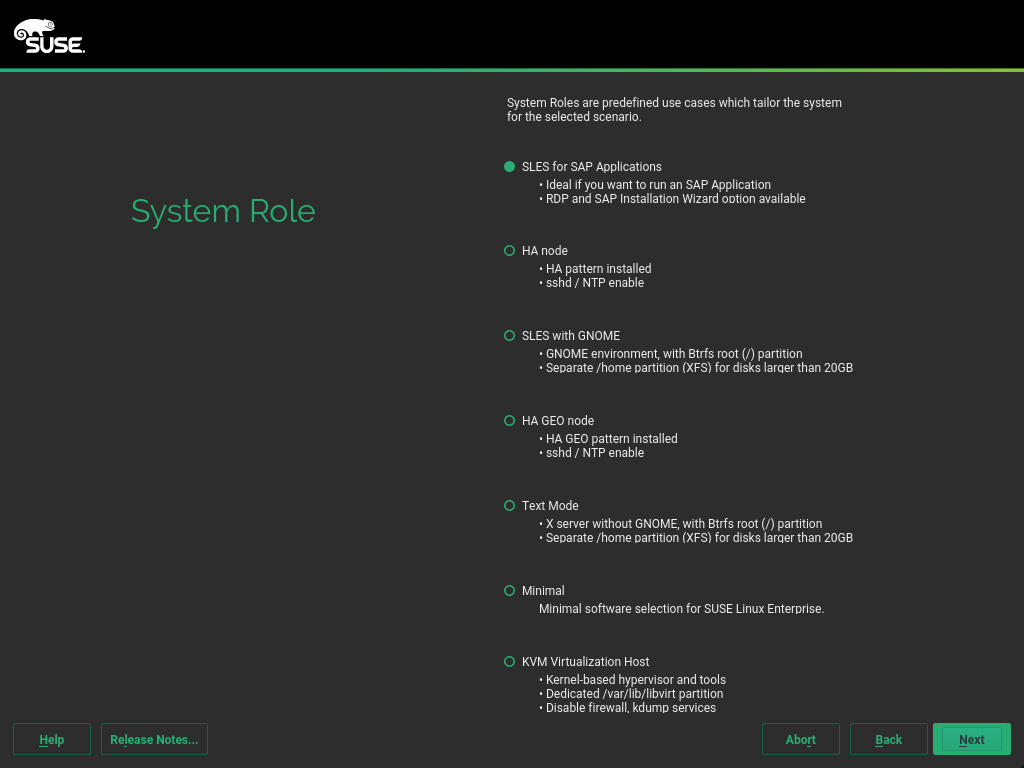 SUSE.
System Roles are predefined use cases which tailor the system
for the selected scenario.
System Role
SLES for SAP Applications
• Ideal if you want to run an SAP Application
• RDP and SAP Installation Wizard option available
HA node
• HA pattern installed
• sshd / NTP enable
SLES with GNOME
• GNOME environment, with Btrfs root (/) partition
• Separate /home partition (XFS) for disks larger than 20GB
HA GEO node
• HA GEO pattern installed
• sshd / NTP enable
Text Mode
• X server without GNOME, with Btrfs root (/) partition
• Separate /home partition (XFS) for disks larger than 20GB
Minimal
Minimal software selection for SUSE Linux Enterprise.
KVM Virtualization Host
• Kernel-based hypervisor and tools
• Dedicated /var/lib/libvirt partition
• Disable firewall, kdump services
Help Release Notes... Abort Back Next